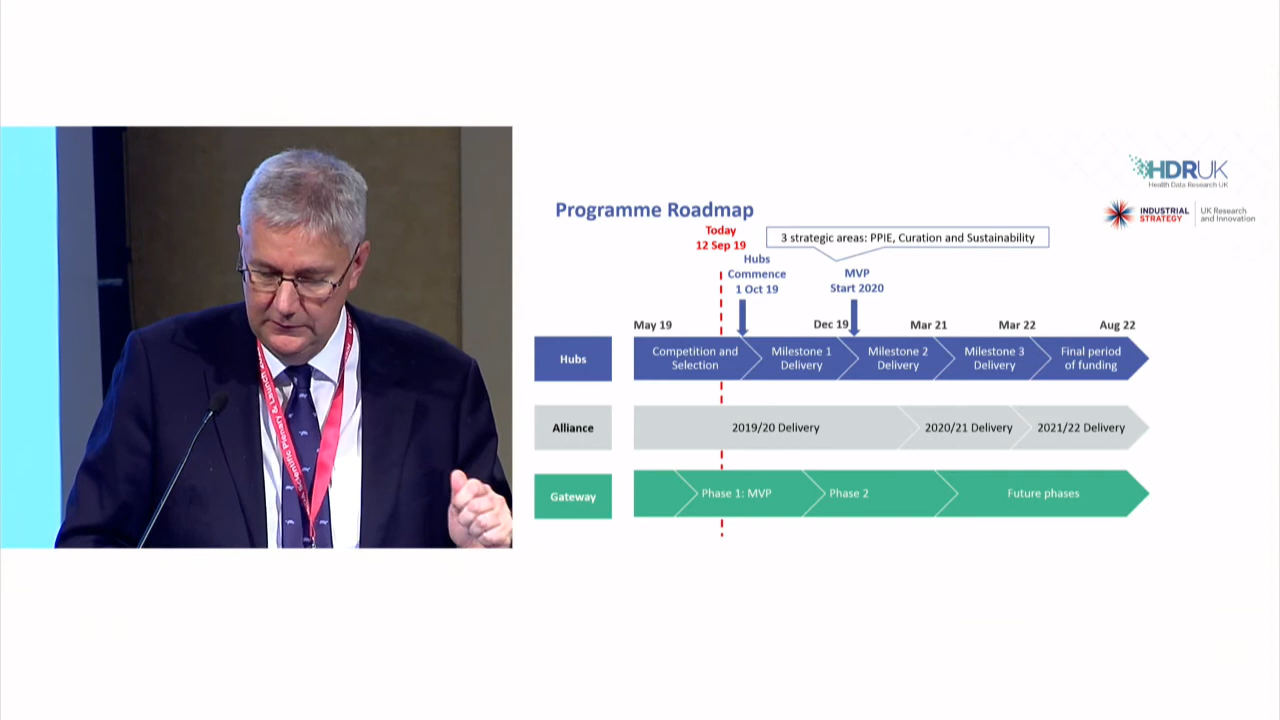 HDRUK
Health Data Research UK
INDUSTRIAL
STRATEGY
UK Research
and Innovation
Programme Roadmap
Today
12 Sep 19
3 strategic areas: PPIE, Curation and Sustainability
Hubs
Commence
1 Oct 19
MVP
Start 2020
May 19
Dec 19
Mar 21
Mar 22
Aug 22
Hubs
Competition and
Selection
Milestone 1
Delivery
Milestone 2
Delivery
Milestone 3
Delivery
Final period
of funding
Alliance
2019/20 Delivery
2020/21 Delivery
2021/22 Delivery
Gateway
Phase 1: MVP
Phase 2
Future phases
Scientific Plenary & Launch